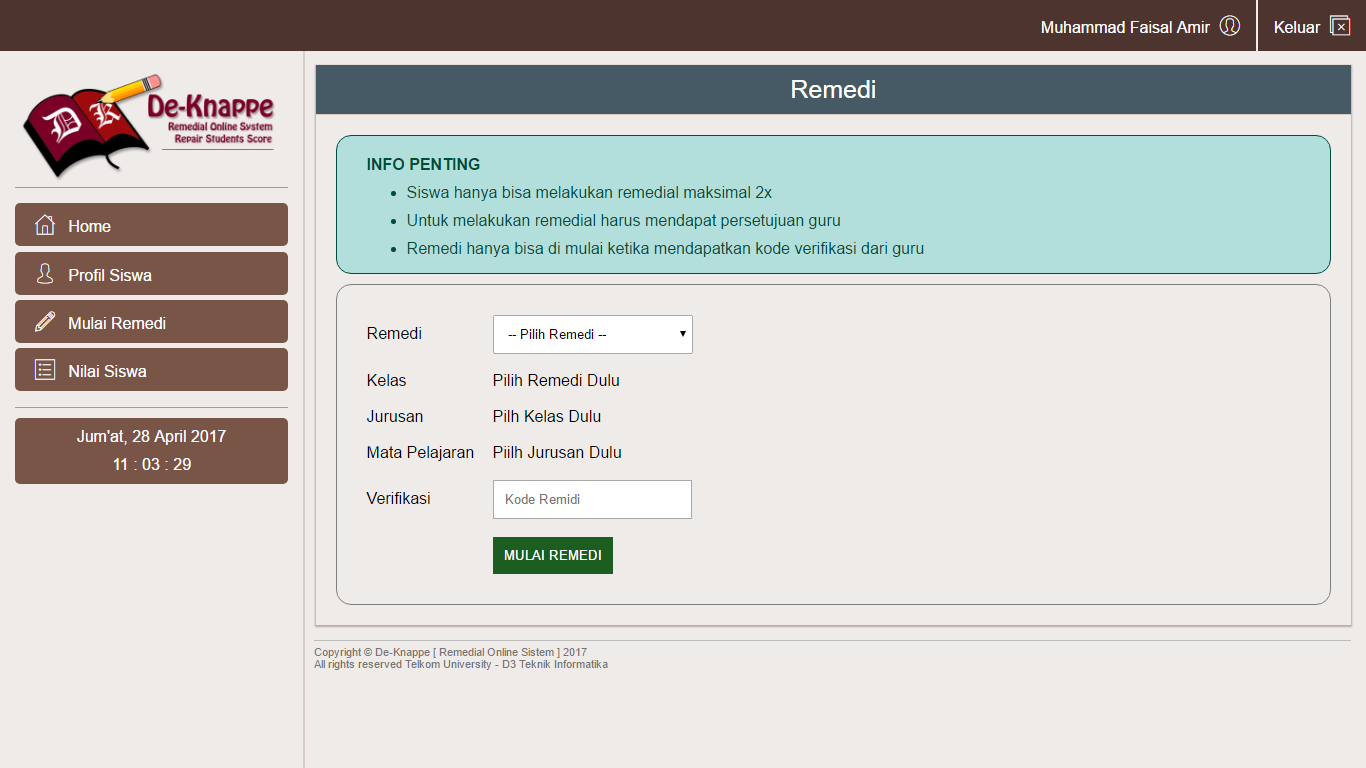 Muhammad Faisal Amir
Keluar
DK
De-Knappe
Remedial Online System
Repair Students Score
Home
Profil Siswa
Mulai Remedi
Nilai Siswa
Jum'at, 28 April 2017
11 : 03 : 29
Remedi
INFO PENTING
• Siswa hanya bisa melakukan remedial maksimal 2x
• Untuk melakukan remedial harus mendapat persetujuan guru
• Remedi hanya bisa di mulai ketika mendapatkan kode verifikasi dari guru
Remedi -- Pilih Remedi --
Kelas Pilih Remedi Dulu
Jurusan Pilh Kelas Dulu
Mata Pelajaran Piilh Jurusan Dulu
Verifikasi Kode Remidi
MULAI REMEDI
Copyright © De-Knappe [ Remedial Online Sistem ] 2017
All rights reserved Telkom University - D3 Teknik Informatika